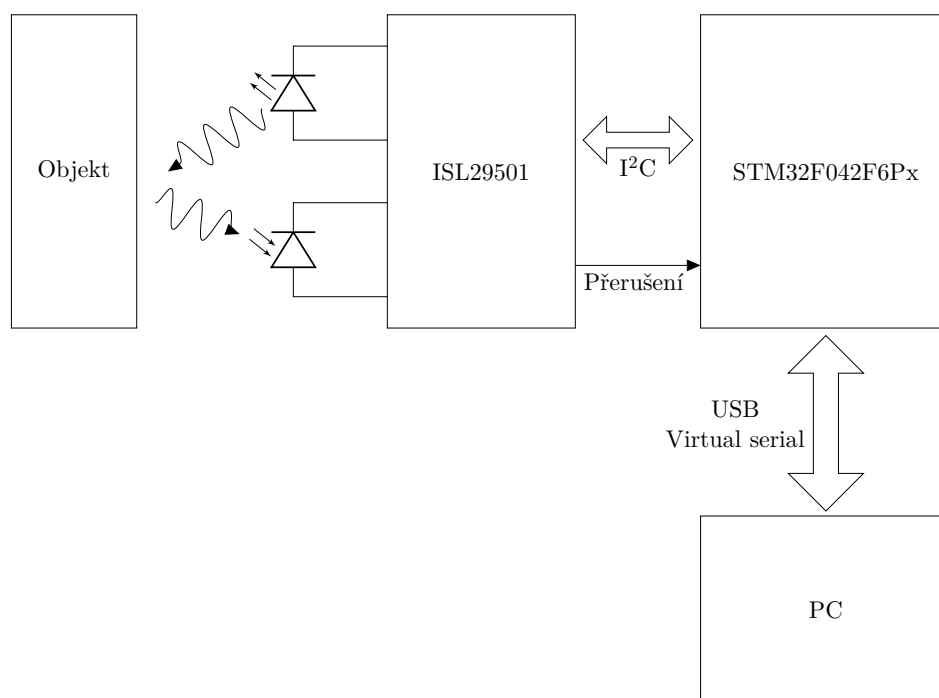 Objekt
ISL29501
I²C
STM32F042F6Px
Přerušení
USB
Virtual serial
PC